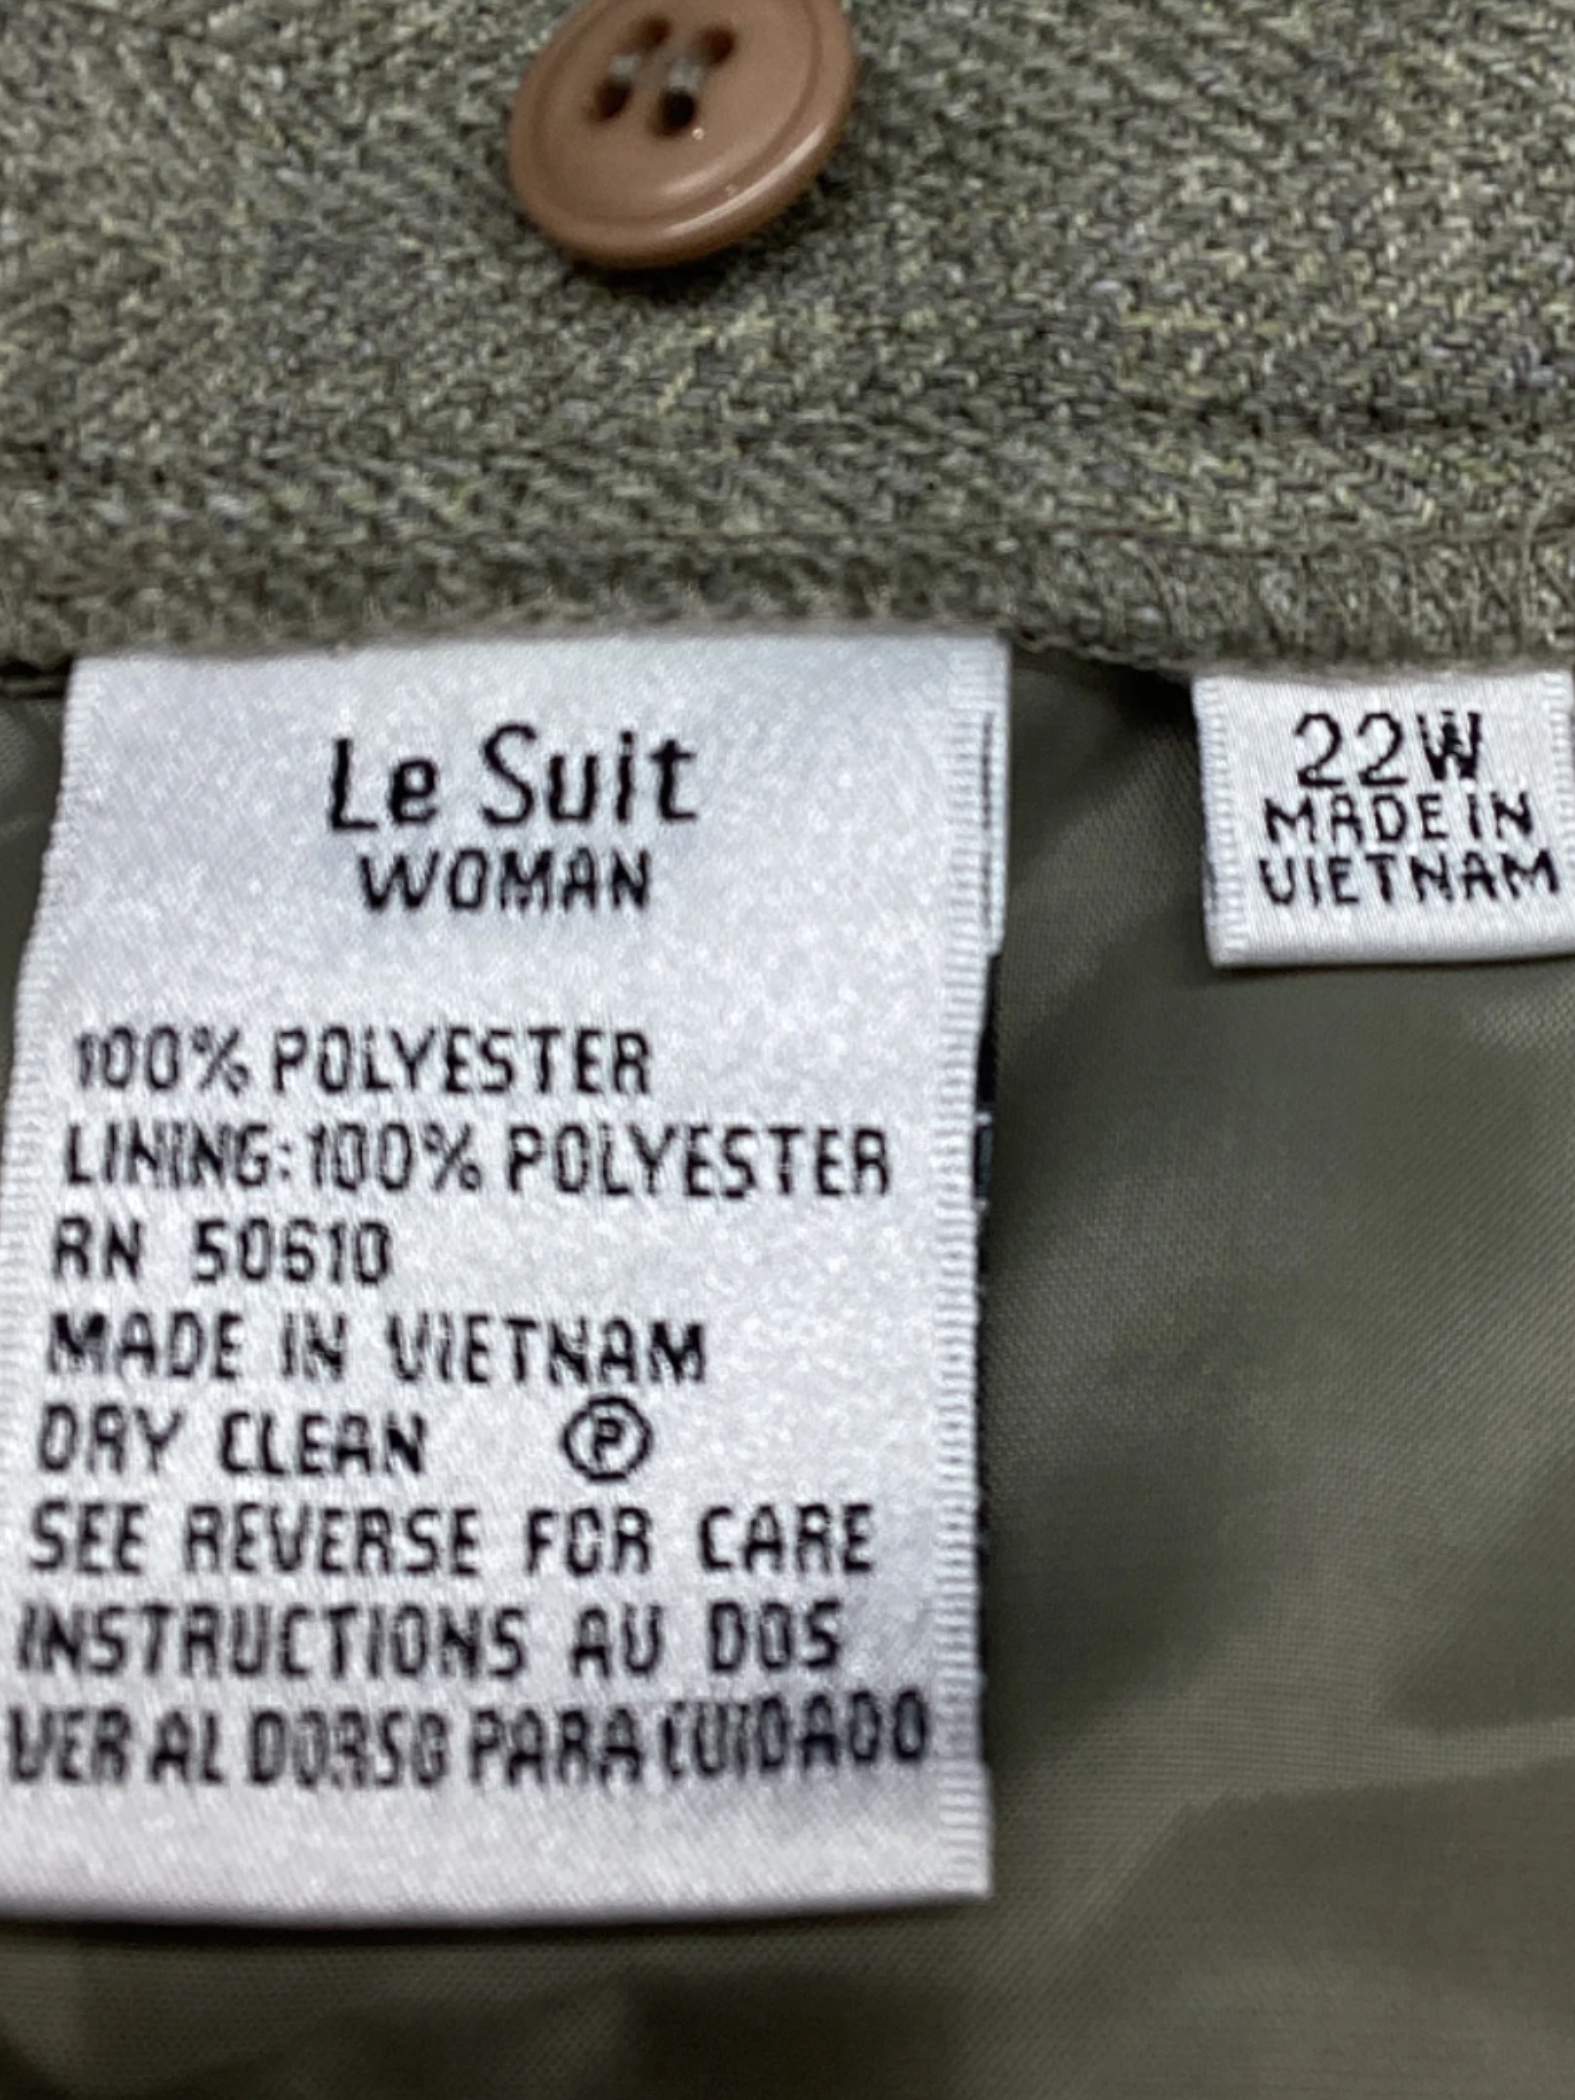 Le Suit
WOMAN
100% POLYESTER
LINING: 100% POLYESTER
RN 50610
MADE IN VIETNAM
DRY CLEAN Ⓟ
SEE REVERSE FOR CARE
INSTRUCTIONS AU DOS
VER AL DORSO PARA CUIDADO
22W
MADE IN
VIETNAM